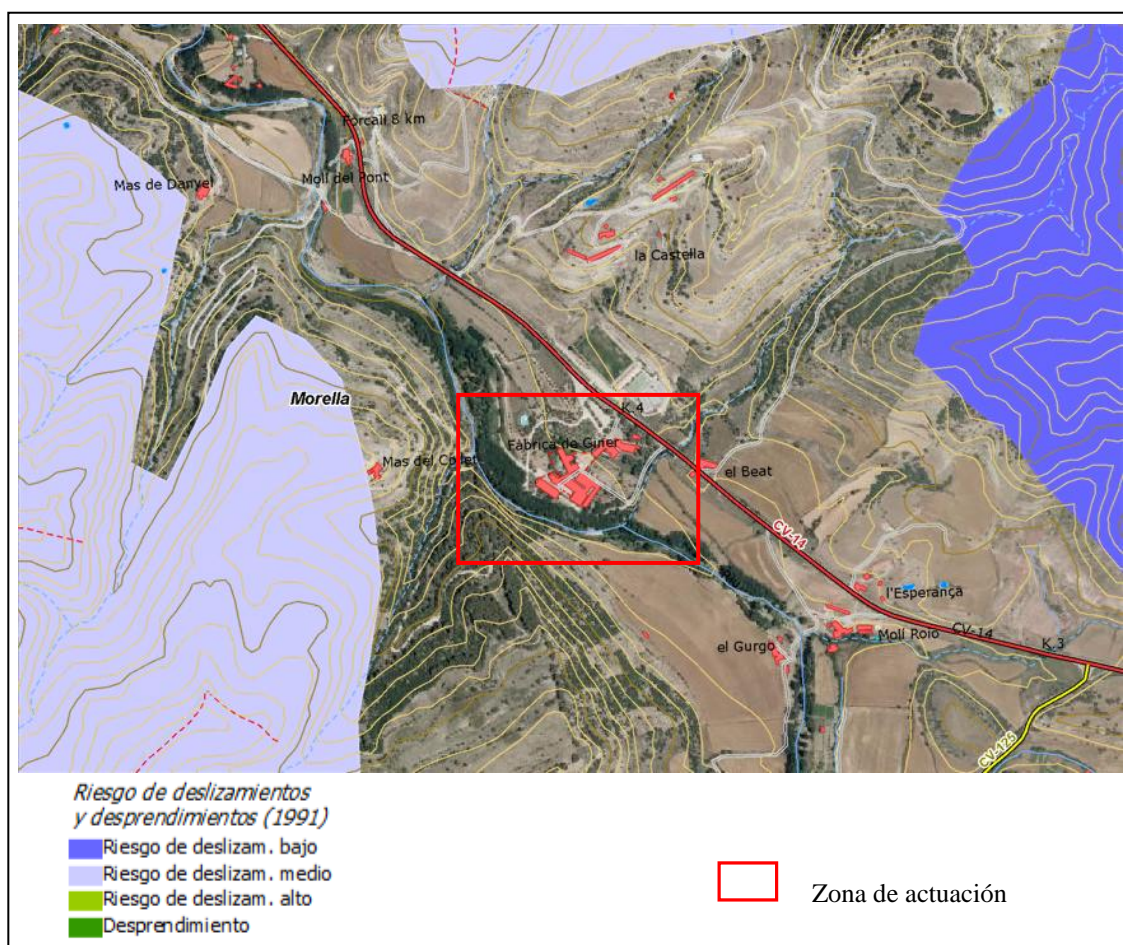 Forcall 8 km
Molí del Pont
Mas de Danyel
la Castella
Morella
K.4
Fàbrica de Giner
Mas del Collet
el Beat
CV-14
l'Esperança
Molí Roio
CV-14
K.3
el Gurgo
CV-125
Riesgo de deslizamientos
y desprendimientos (1991)
Riesgo de deslizam. bajo
Riesgo de deslizam. medio
Riesgo de deslizam. alto
Desprendimiento
Zona de actuación